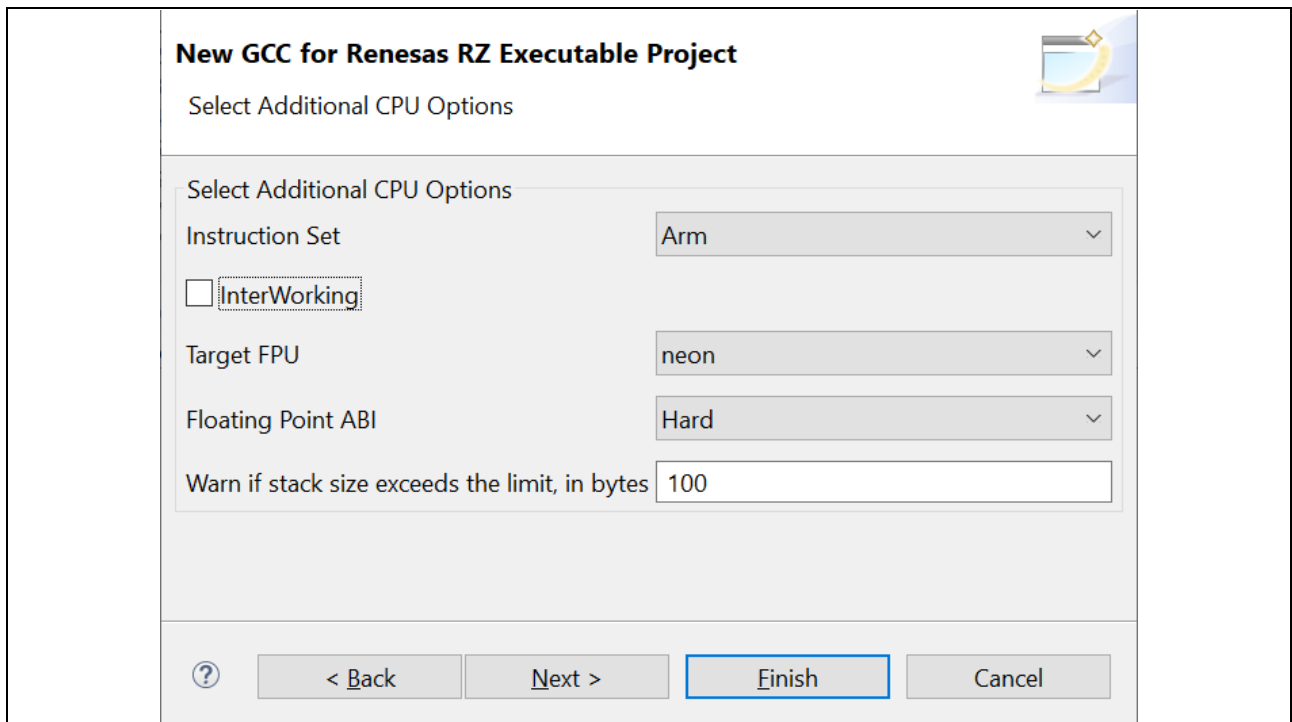 New GCC for Renesas RZ Executable Project
Select Additional CPU Options
Select Additional CPU Options
Instruction Set Arm
InterWorking
Target FPU neon
Floating Point ABI Hard
Warn if stack size exceeds the limit, in bytes 100
? < Back Next > Finish Cancel